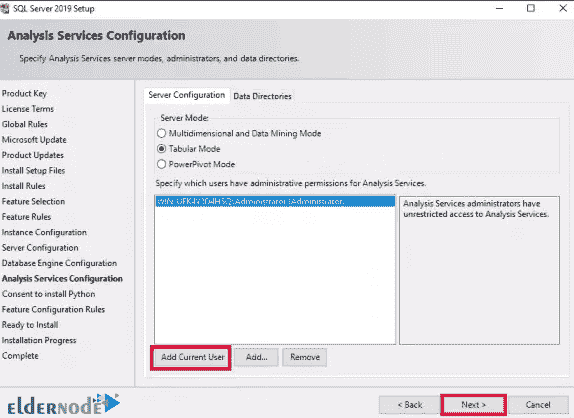 SQL Server 2019 Setup
Analysis Services Configuration
Specify Analysis Services server modes, administrators, and data directories.
Product Key
License Terms
Global Rules
Microsoft Update
Product Updates
Install Setup Files
Install Rules
Feature Selection
Feature Rules
Instance Configuration
Server Configuration
Database Engine Configuration
Analysis Services Configuration
Consent to install Python
Feature Configuration Rules
Ready to Install
Installation Progress
Complete
Server Configuration Data Directories
Server Mode:
Multidimensional and Data Mining Mode
Tabular Mode
PowerPivot Mode
Specify which users have administrative permissions for Analysis Services.
Analysis Services administrators have
unrestricted access to Analysis Services.
Add Current User Add... Remove
eldernode
< Back Next > Cancel